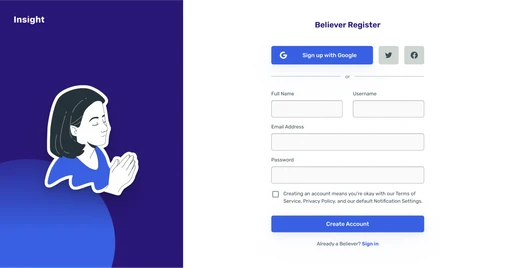 Insight
Believer Register
Sign up with Google
or
Full Name
Username
Email Address
Password
Creating an account means you're okay with our Terms of
Service, Privacy Policy, and our default Notification Settings.
Create Account
Already a Believer? Sign in